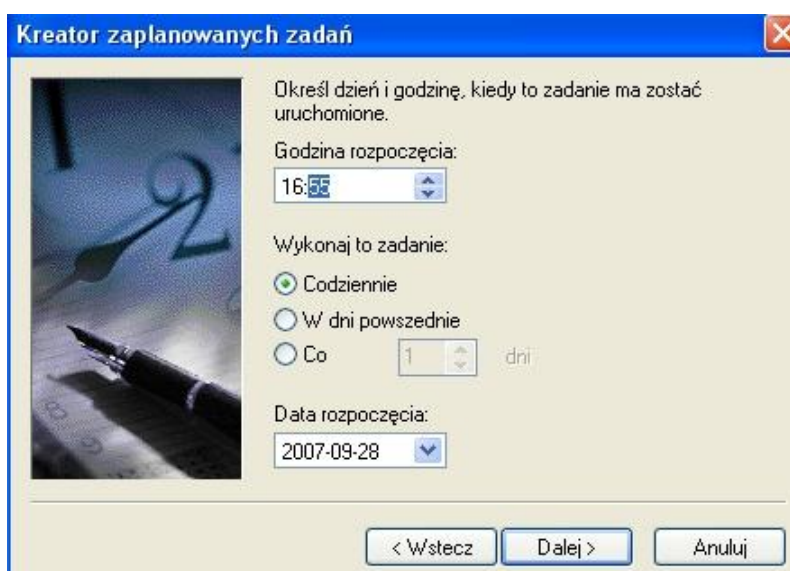 Kreator zaplanowanych zadań
Określ dzień i godzinę, kiedy to zadanie ma zostać
uruchomione.
Godzina rozpoczęcia:
16:55
Wykonaj to zadanie:
Codziennie
W dni powszednie
Co 1 dni
Data rozpoczęcia:
2007-09-28
< Wstecz Dalej > Anuluj